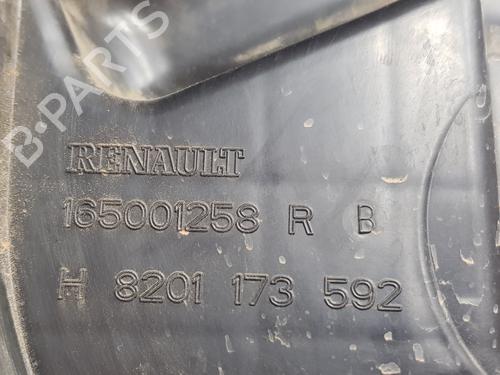 B-PARTS
RENAULT
165001258 R B
H 8201 173 592